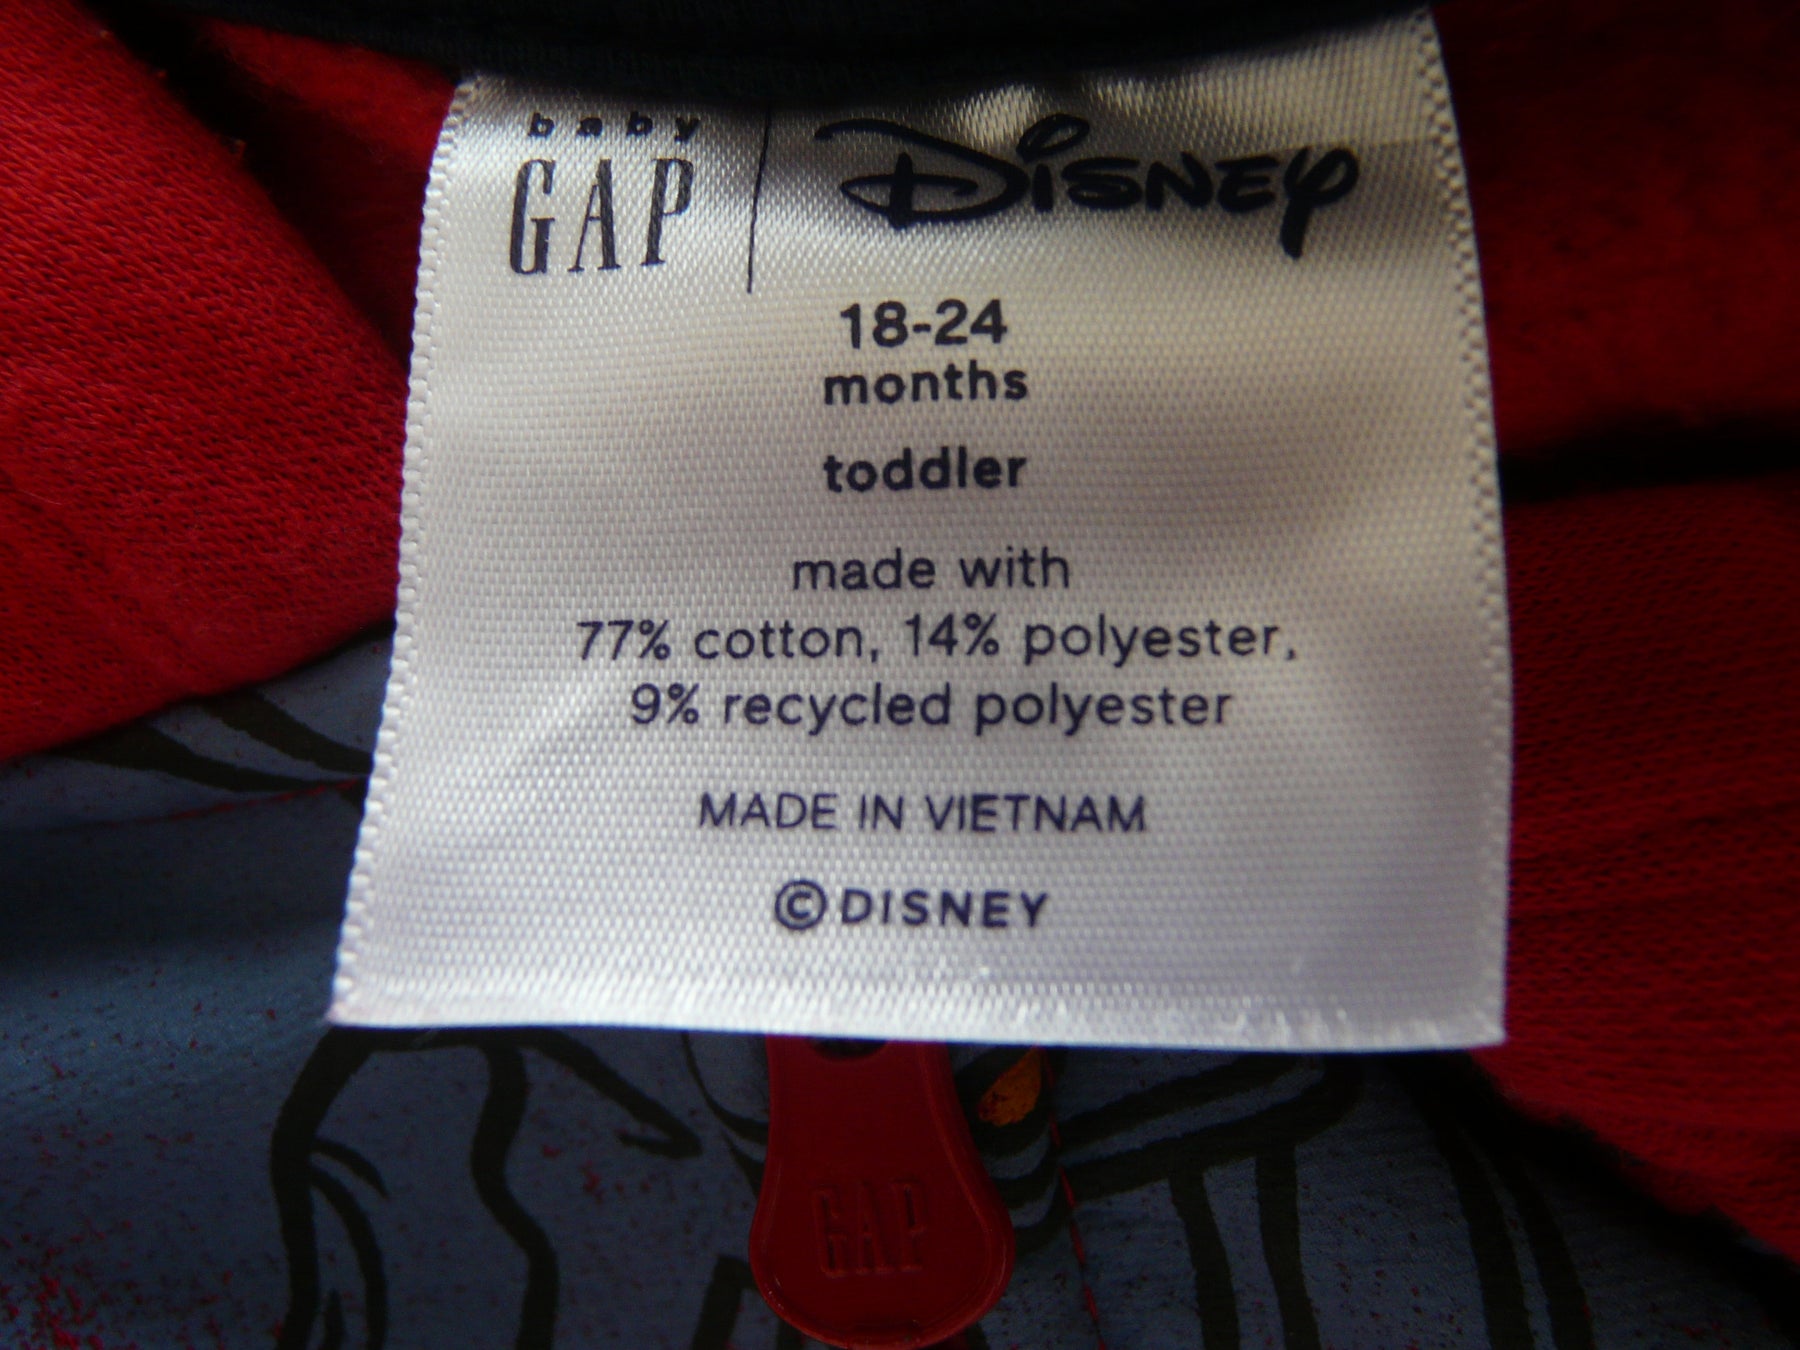 baby
GAP
Disney
18-24
months
toddler
made with
77% cotton, 14% polyester,
9% recycled polyester
MADE IN VIETNAM
©DISNEY
GAP